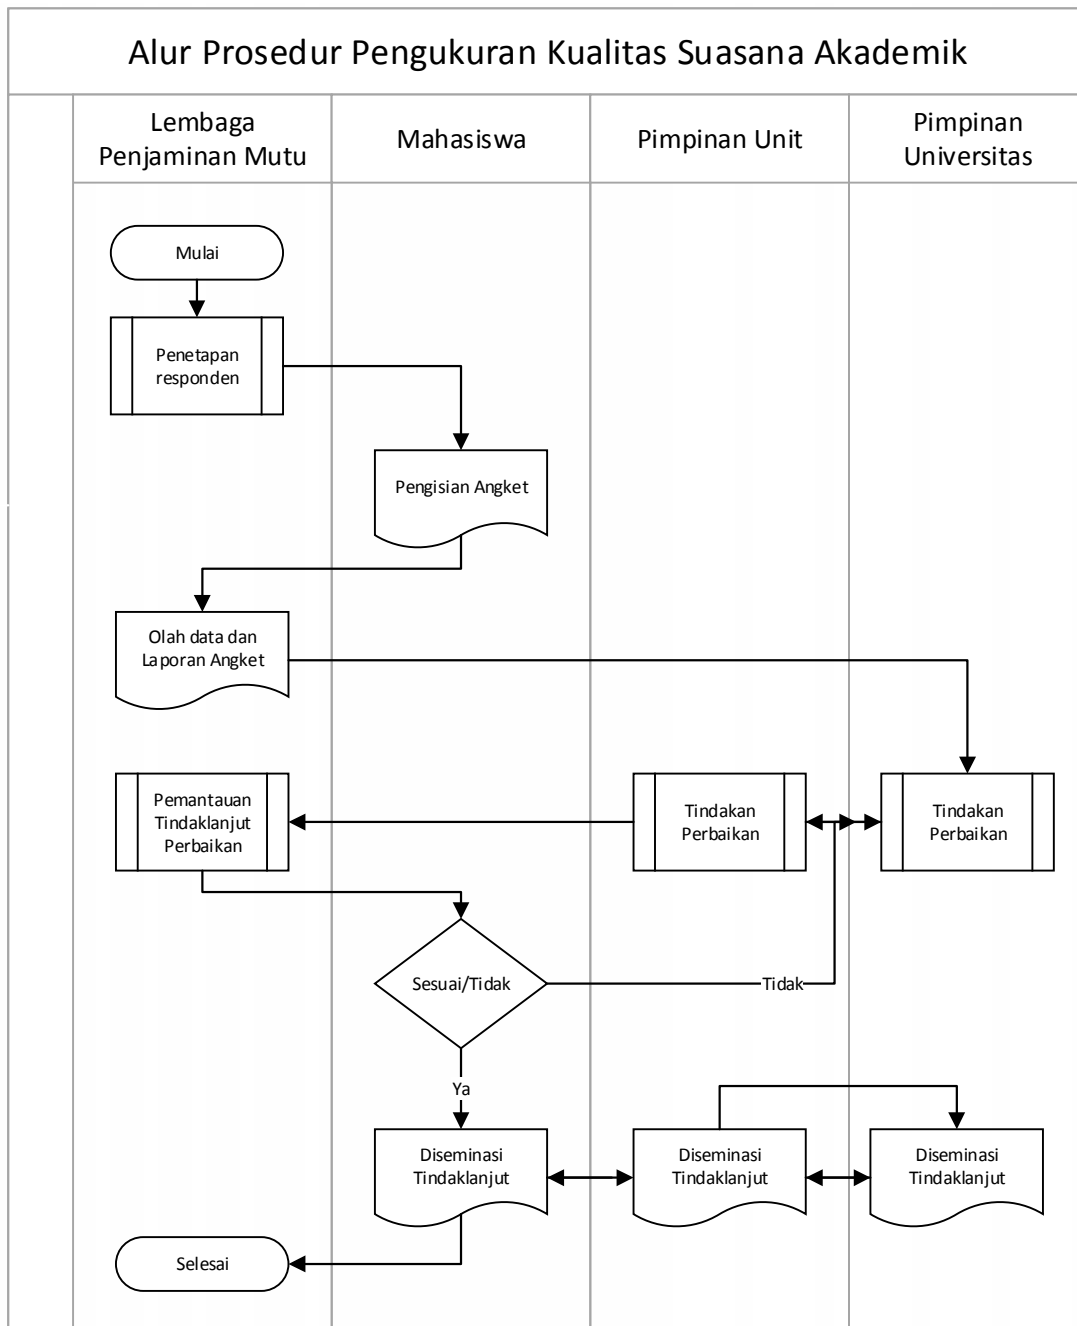 Alur Prosedur Pengukuran Kualitas Suasana Akademik
Lembaga
Penjaminan Mutu
Mahasiswa
Pimpinan Unit
Pimpinan
Universitas
Mulai
Penetapan
responden
Pengisian Angket
Olah data dan
Laporan Angket
Pemantauan
Tindaklanjut
Perbaikan
Tindakan
Perbaikan
Tindakan
Perbaikan
Sesuai/Tidak
Tidak
Ya
Diseminasi
Tindaklanjut
Diseminasi
Tindaklanjut
Diseminasi
Tindaklanjut
Selesai